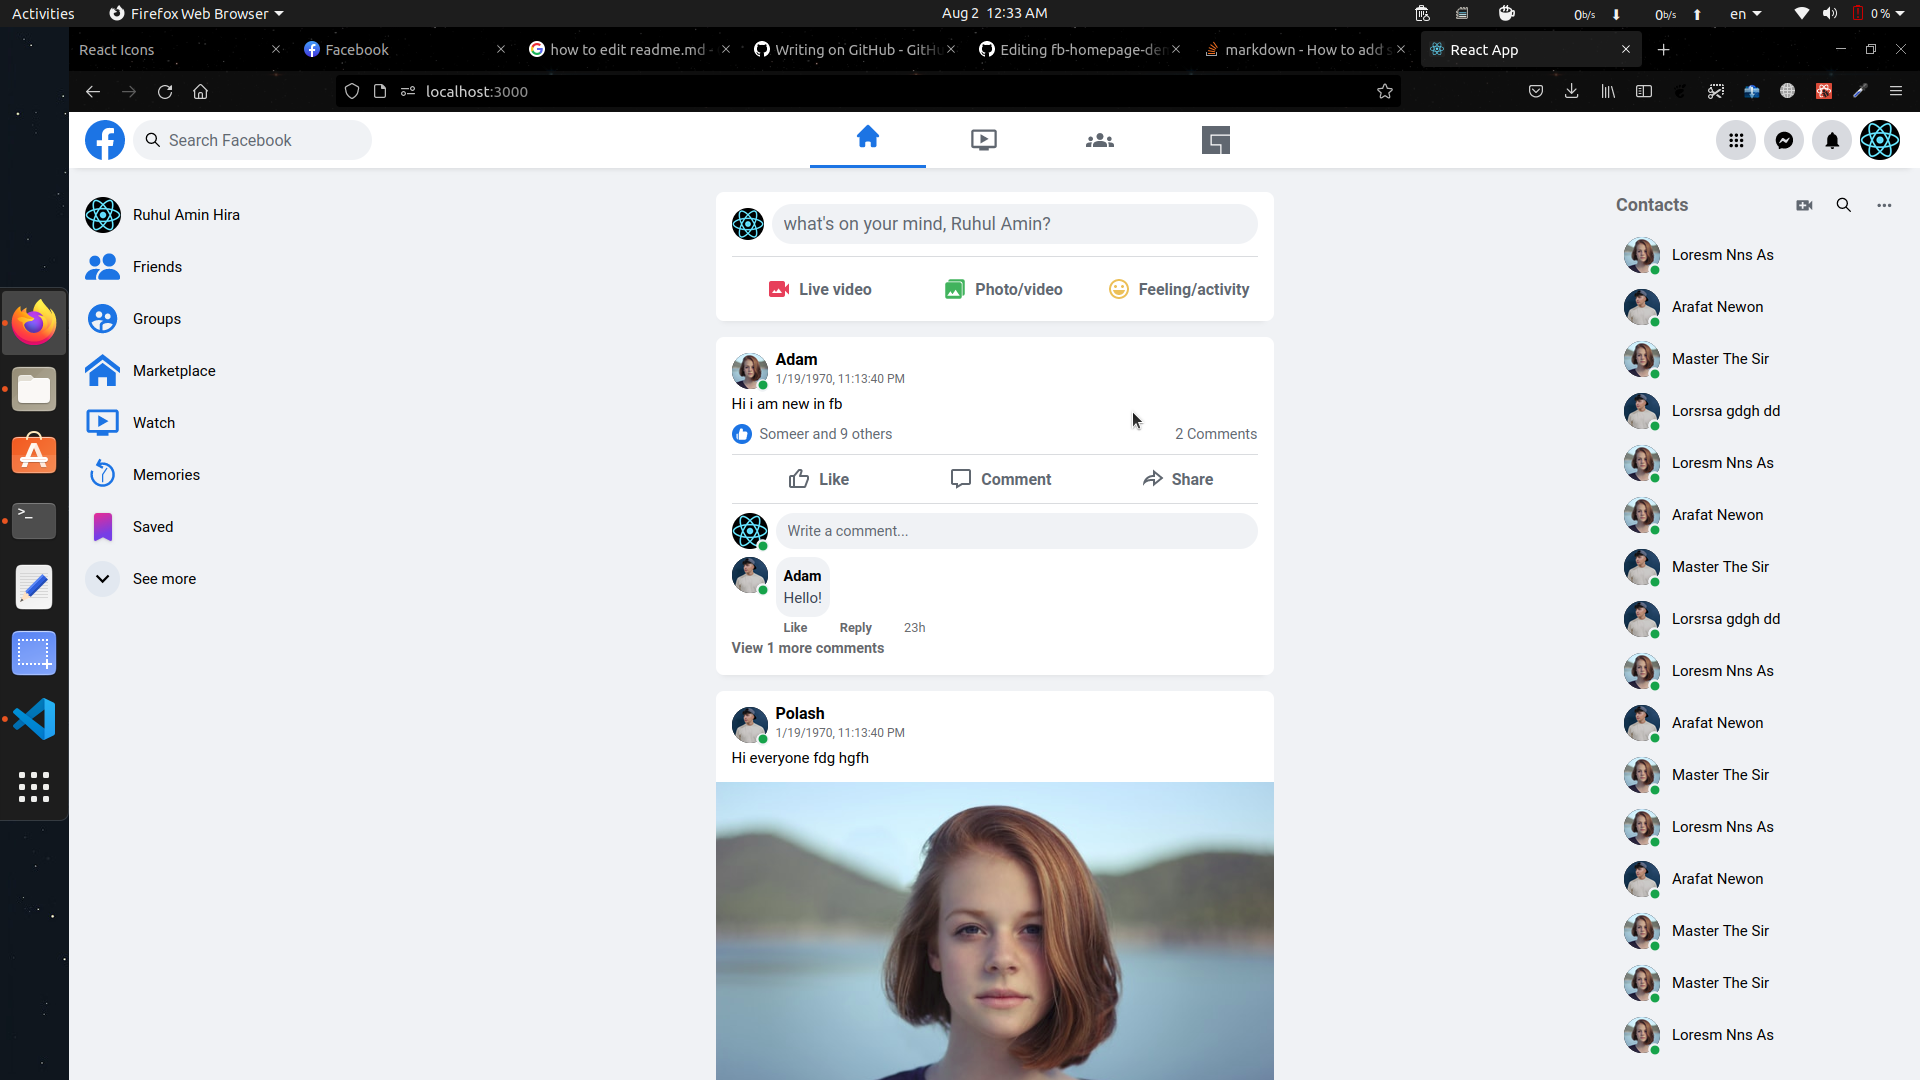 Activities Firefox Web Browser Aug 2 12:33 AM 0b/s 0b/s en 0 %
React Icons Facebook how to edit readme.md - Writing on GitHub - GitHu Editing fb-homepage-de markdown - How to add React App
localhost:3000
Search Facebook
Ruhul Amin Hira
Friends
Groups
Marketplace
Watch
Memories
Saved
See more
what's on your mind, Ruhul Amin?
Live video Photo/video Feeling/activity
Adam
1/19/1970, 11:13:40 PM
Hi i am new in fb
Someer and 9 others 2 Comments
Like Comment Share
Write a comment...
Adam
Hello!
Like Reply 23h
View 1 more comments
Polash
1/19/1970, 11:13:40 PM
Hi everyone fdg hgfh
Contacts
Loresm Nns As
Arafat Newon
Master The Sir
Lorsrsa gdgh dd
Loresm Nns As
Arafat Newon
Master The Sir
Lorsrsa gdgh dd
Loresm Nns As
Arafat Newon
Master The Sir
Loresm Nns As
Arafat Newon
Master The Sir
Master The Sir
Loresm Nns As